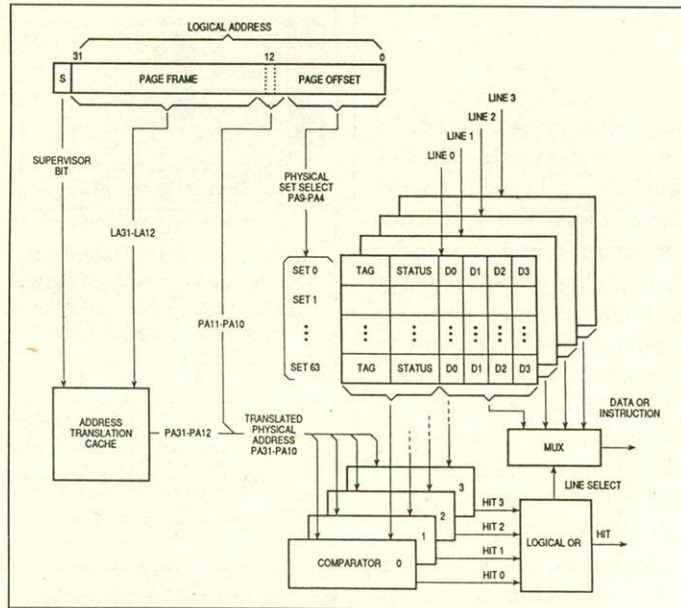 LOGICAL ADDRESS
31
12
0
S
PAGE FRAME
PAGE OFFSET
LINE 3
LINE 2
LINE 1
LINE 0
SUPERVISOR
BIT
PHYSICAL
SET SELECT
PA9-PA4
LA31-LA12
SET 0
TAG
STATUS
D0
D1
D2
D3
SET 1
PA11-PA10
SET 63
TAG
STATUS
D0
D1
D2
D3
ADDRESS
TRANSLATION
CACHE
PA31-PA12
TRANSLATED
PHYSICAL
ADDRESS
PA31-PA10
DATA OR
INSTRUCTION
MUX
LINE SELECT
3
2
1
COMPARATOR 0
HIT 3
HIT 2
HIT 1
HIT 0
LOGICAL OR
HIT